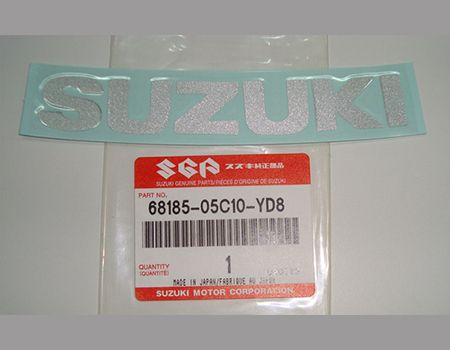 SUZUKI
SGP スズキ純正部品
SUZUKI GENUINE PARTS/PIÈCES D'ORIGINE DE SUZUKI
PART NO.
68185-05C10-YD8
QUANTITY
(QUANTITÉ)
1
MADE IN JAPAN/FABRIQUE AU JAPON
SUZUKI MOTOR CORPORATION